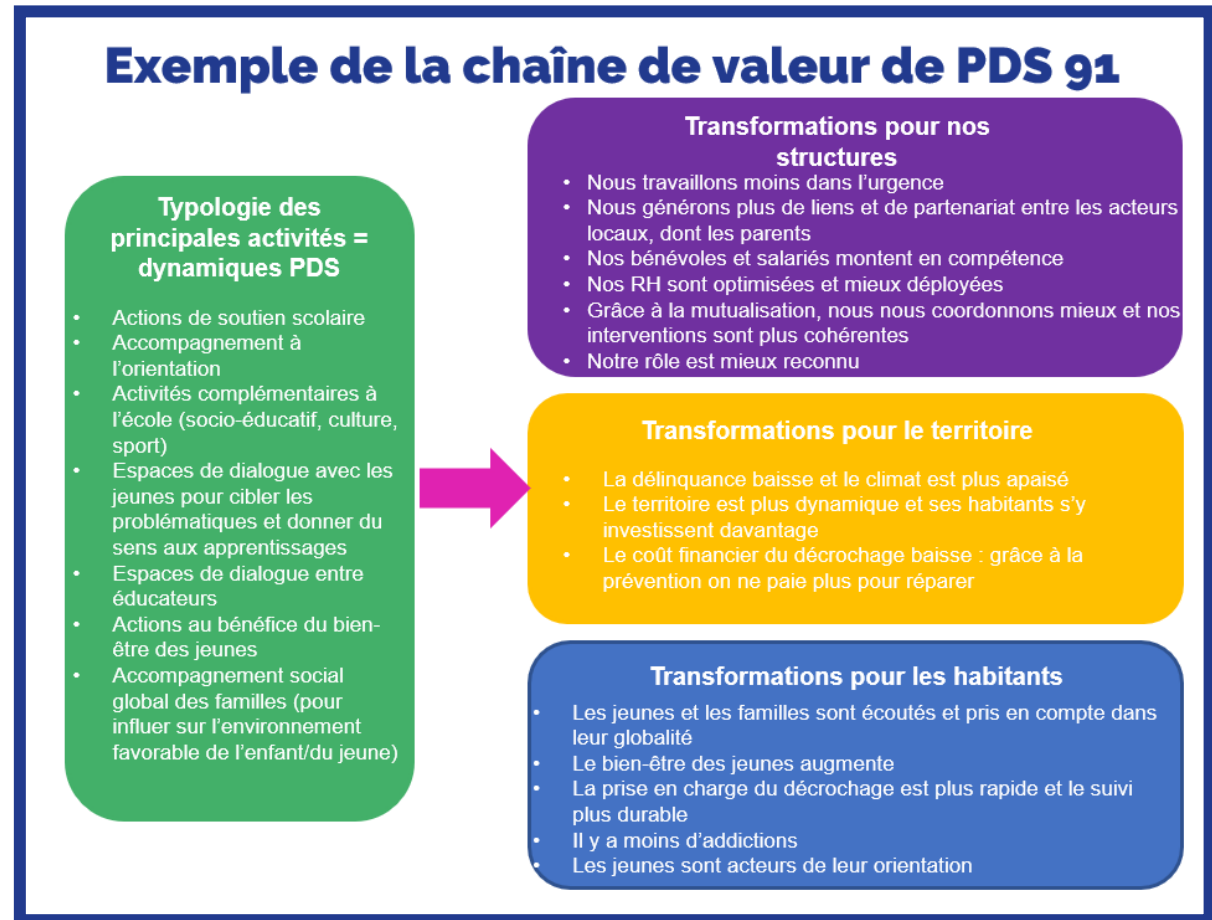 Exemple de la chaîne de valeur de PDS 91
Typologie des
principales activités =
dynamiques PDS
• Actions de soutien scolaire
• Accompagnement à
l'orientation
• Activités complémentaires à
l'école (socio-éducatif, culture,
sport)
• Espaces de dialogue avec les
jeunes pour cibler les
problématiques et donner du
sens aux apprentissages
• Espaces de dialogue entre
éducateurs
• Actions au bénéfice du bien-
être des jeunes
• Accompagnement social
global des familles (pour
influer sur l'environnement
favorable de l'enfant/du jeune)
Transformations pour nos
structures
• Nous travaillons moins dans l'urgence
• Nous générons plus de liens et de partenariat entre les acteurs
locaux, dont les parents
• Nos bénévoles et salariés montent en compétence
• Nos RH sont optimisées et mieux déployées
• Grâce à la mutualisation, nous nous coordonnons mieux et nos
interventions sont plus cohérentes
• Notre rôle est mieux reconnu
Transformations pour le territoire
• La délinquance baisse et le climat est plus apaisé
• Le territoire est plus dynamique et ses habitants s'y
investissent davantage
• Le coût financier du décrochage baisse : grâce à la
prévention on ne paie plus pour réparer
Transformations pour les habitants
• Les jeunes et les familles sont écoutés et pris en compte dans
leur globalité
• Le bien-être des jeunes augmente
• La prise en charge du décrochage est plus rapide et le suivi
plus durable
• Il y a moins d'addictions
• Les jeunes sont acteurs de leur orientation